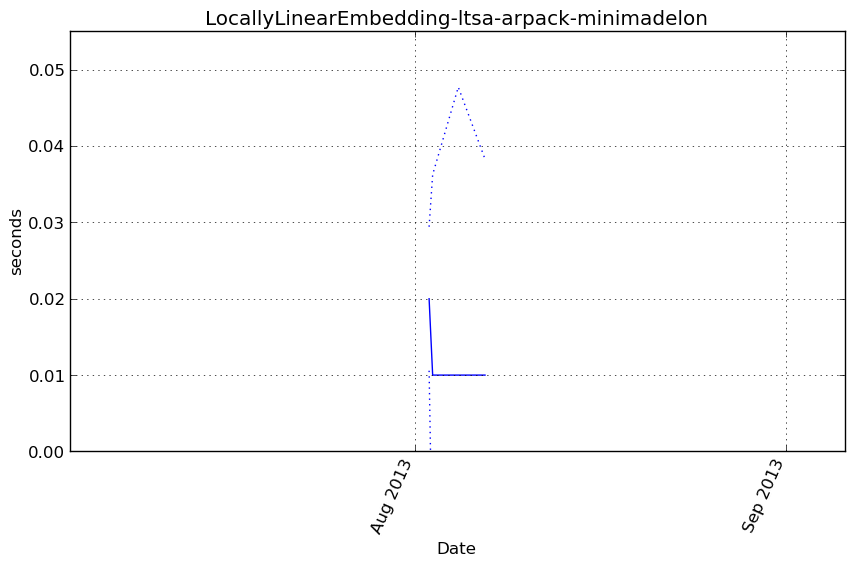 LocallyLinearEmbedding-ltsa-arpack-minimadelon
0.05
0.04
0.03
0.02
0.01
0.00
seconds
Aug 2013
Sep 2013
Date